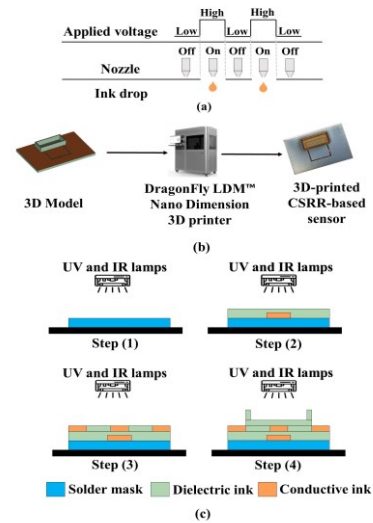 High High
Applied voltage Low Low Low
Off On Off On Off
Nozzle
Ink drop
(a)
3D Model
DragonFly LDM™
Nano Dimension
3D printer
3D-printed
CSRR-based
sensor
(b)
UV and IR lamps UV and IR lamps
Step (1) Step (2)
UV and IR lamps UV and IR lamps
Step (3) Step (4)
Solder mask Dielectric ink Conductive ink
(c)